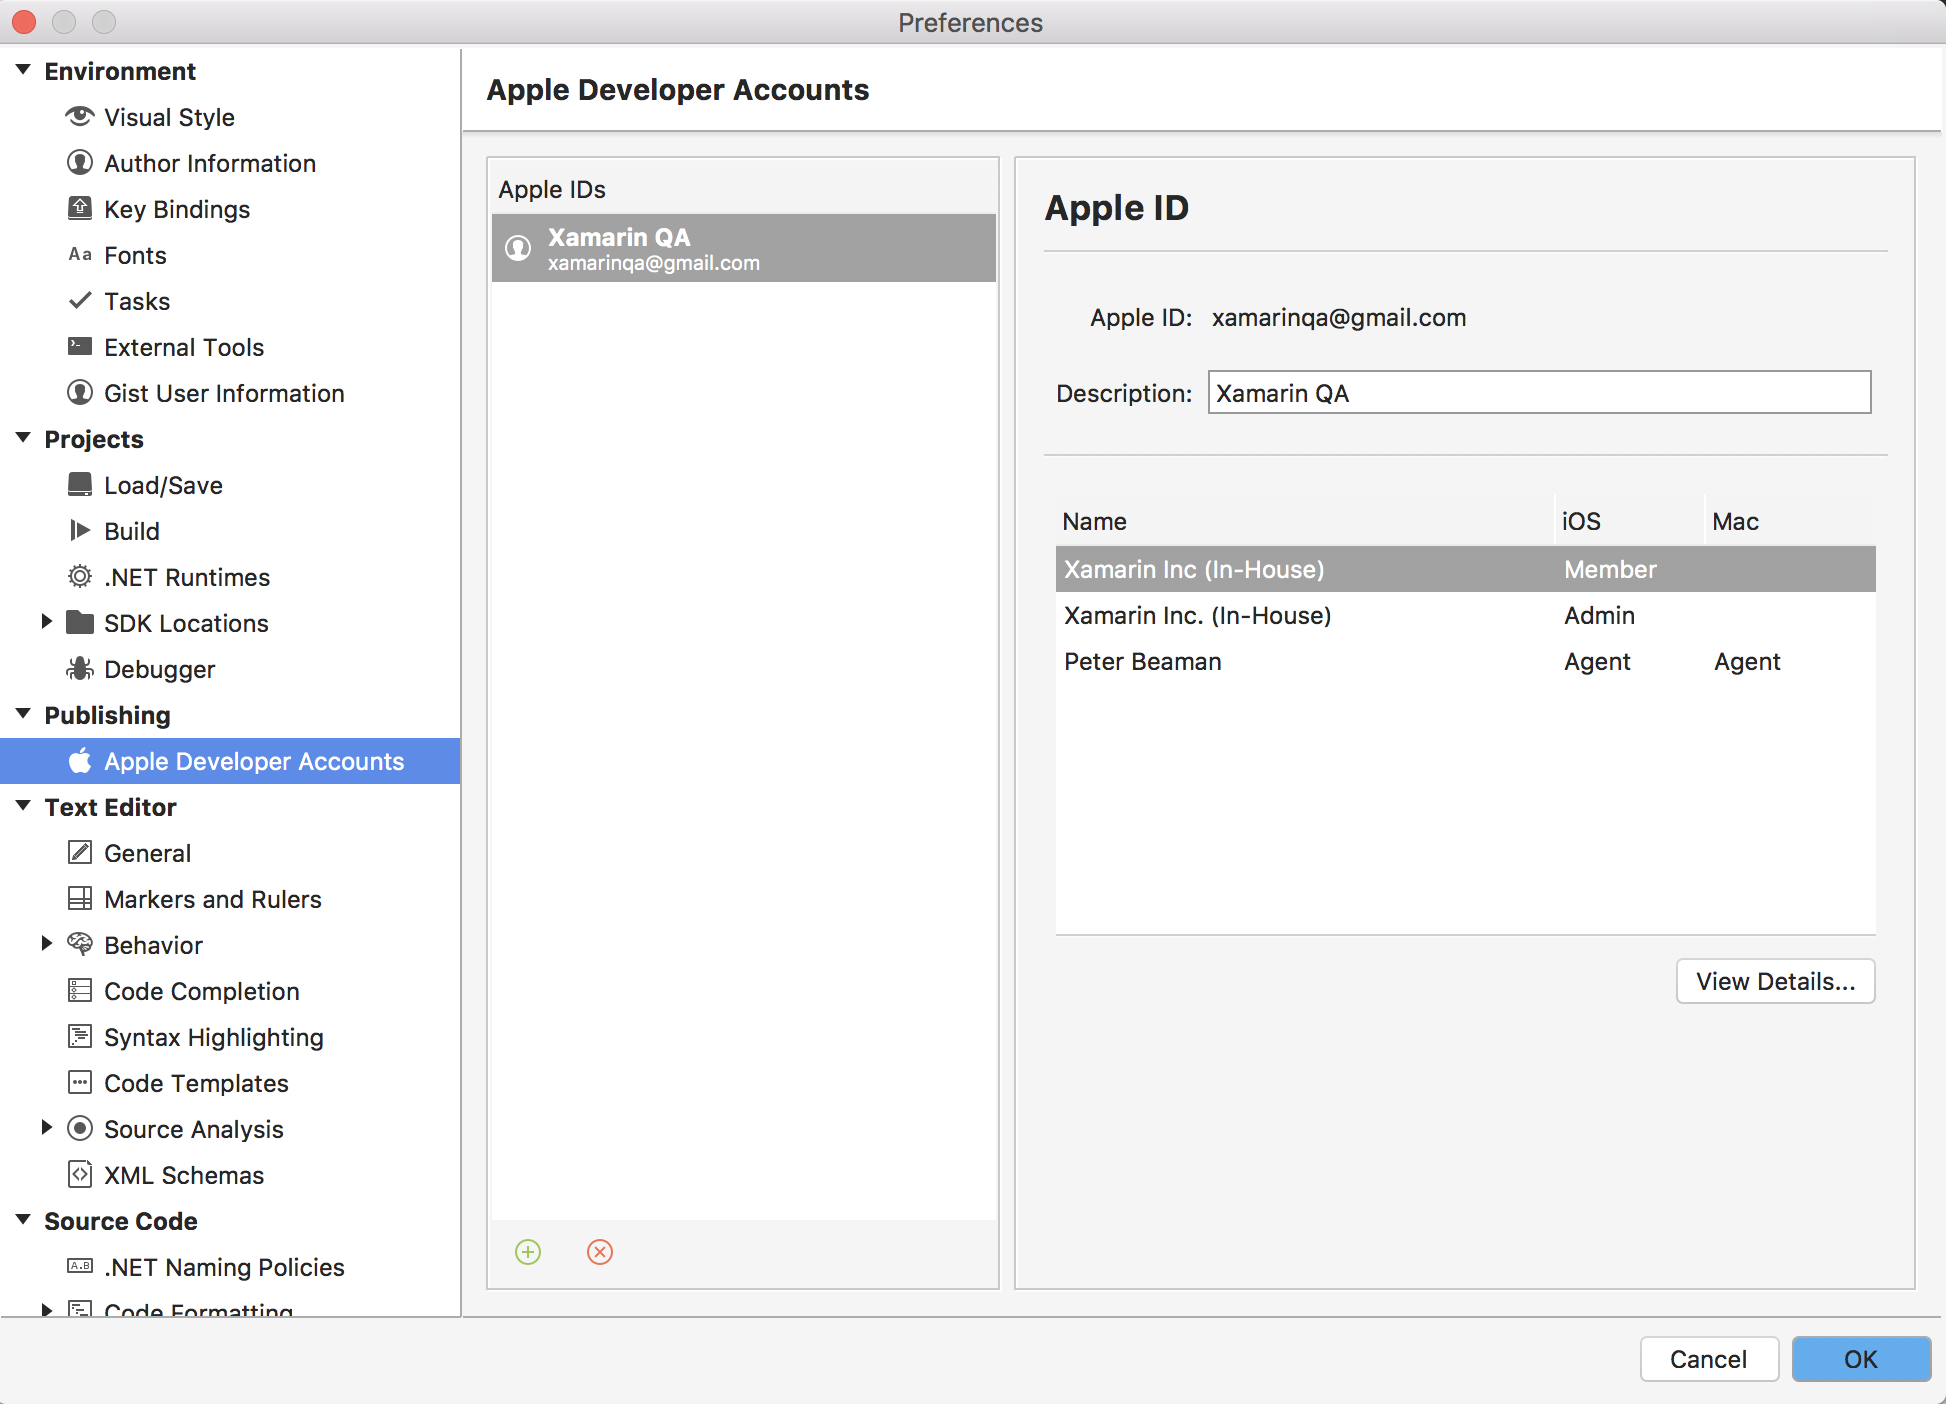 Preferences
Environment
Visual Style
Author Information
Key Bindings
Aa Fonts
Tasks
External Tools
Gist User Information
Projects
Load/Save
Build
.NET Runtimes
SDK Locations
Debugger
Publishing
Apple Developer Accounts
Text Editor
General
Markers and Rulers
Behavior
Code Completion
Syntax Highlighting
Code Templates
Source Analysis
XML Schemas
Source Code
A.B .NET Naming Policies
Code Formatting
Apple Developer Accounts
Apple IDs
Xamarin QA
xamarinqa@gmail.com
Apple ID
Apple ID: xamarinqa@gmail.com
Description: Xamarin QA
Name iOS Mac
Xamarin Inc (In-House) Member
Xamarin Inc. (In-House) Admin
Peter Beaman Agent Agent
View Details...
Cancel OK